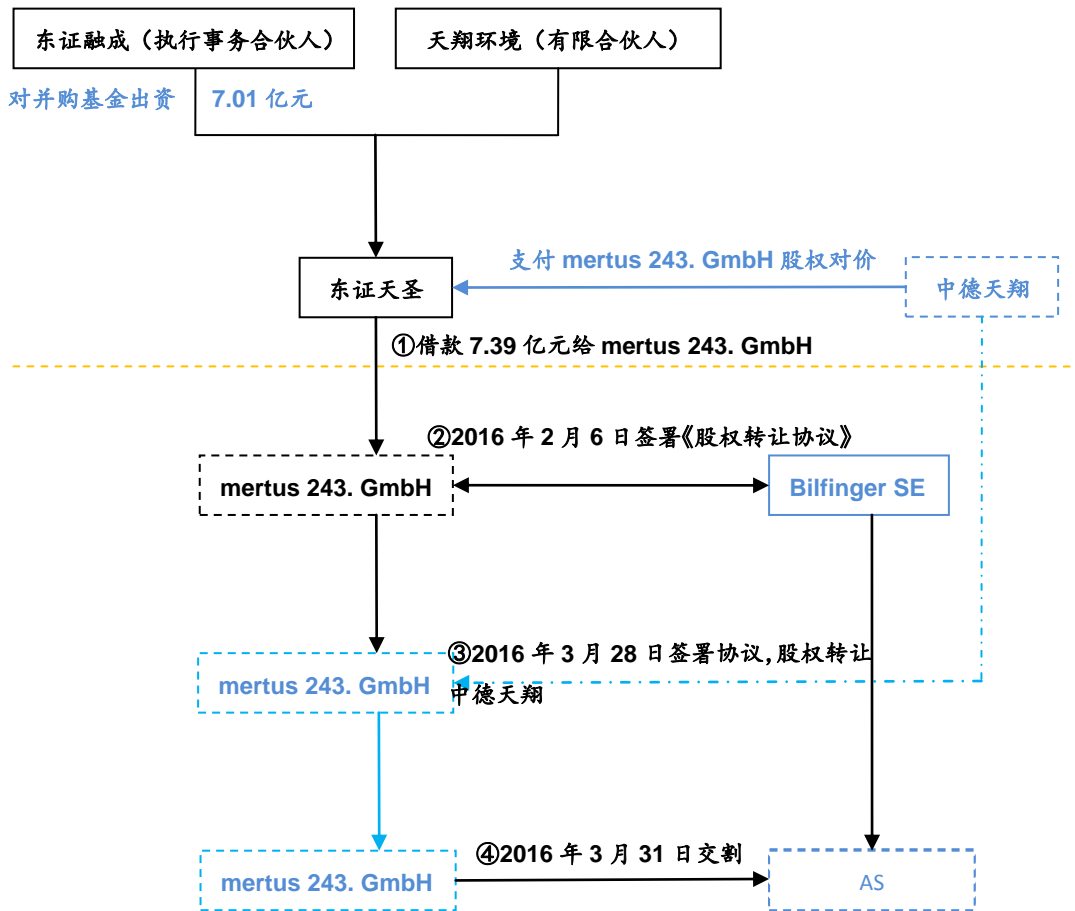 东证融成（执行事务合伙人）
天翔环境（有限合伙人）
对并购基金出资 7.01 亿元
支付 mertus 243. GmbH 股权对价
东证天圣
中德天翔
①借款 7.39 亿元给 mertus 243. GmbH
②2016 年 2 月 6 日签署《股权转让协议》
mertus 243. GmbH
Bilfinger SE
③2016 年 3 月 28 日签署协议,股权转让
mertus 243. GmbH
中德天翔
④2016 年 3 月 31 日交割
mertus 243. GmbH
AS